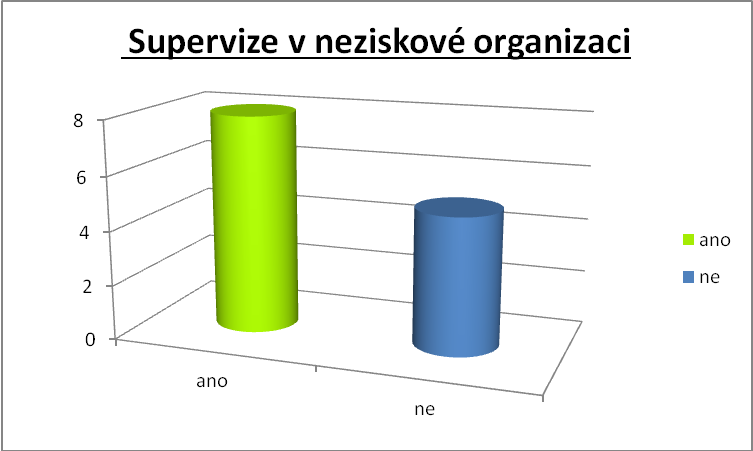 Supervize v neziskové organizaci
8
6
4
2
0
ano
ne
ano
ne